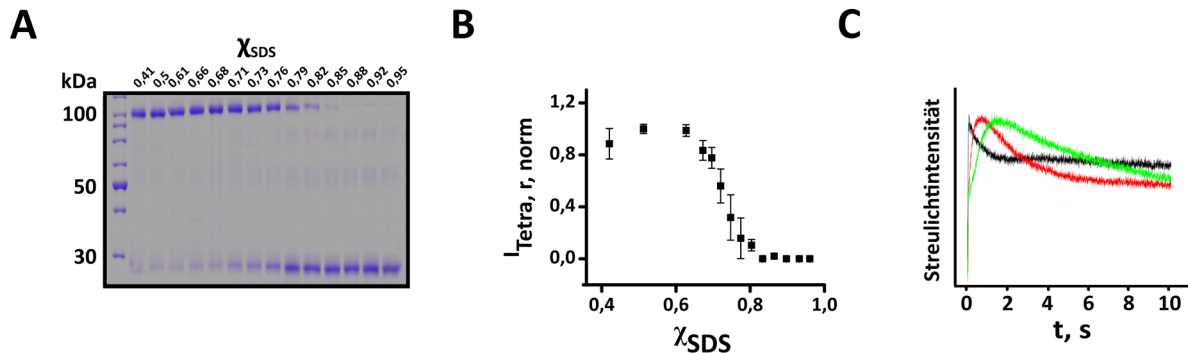 A
χSDS
0,41 0,5 0,61 0,66 0,68 0,71 0,73 0,76 0,79 0,82 0,85 0,88 0,92 0,95
kDa
100
50
30
B
ITetra, r, norm
1,2
0,8
0,4
0,0
0,4 0,6 0,8 1,0
χSDS
C
Streulichtintensität
0 2 4 6 8 10
t, s